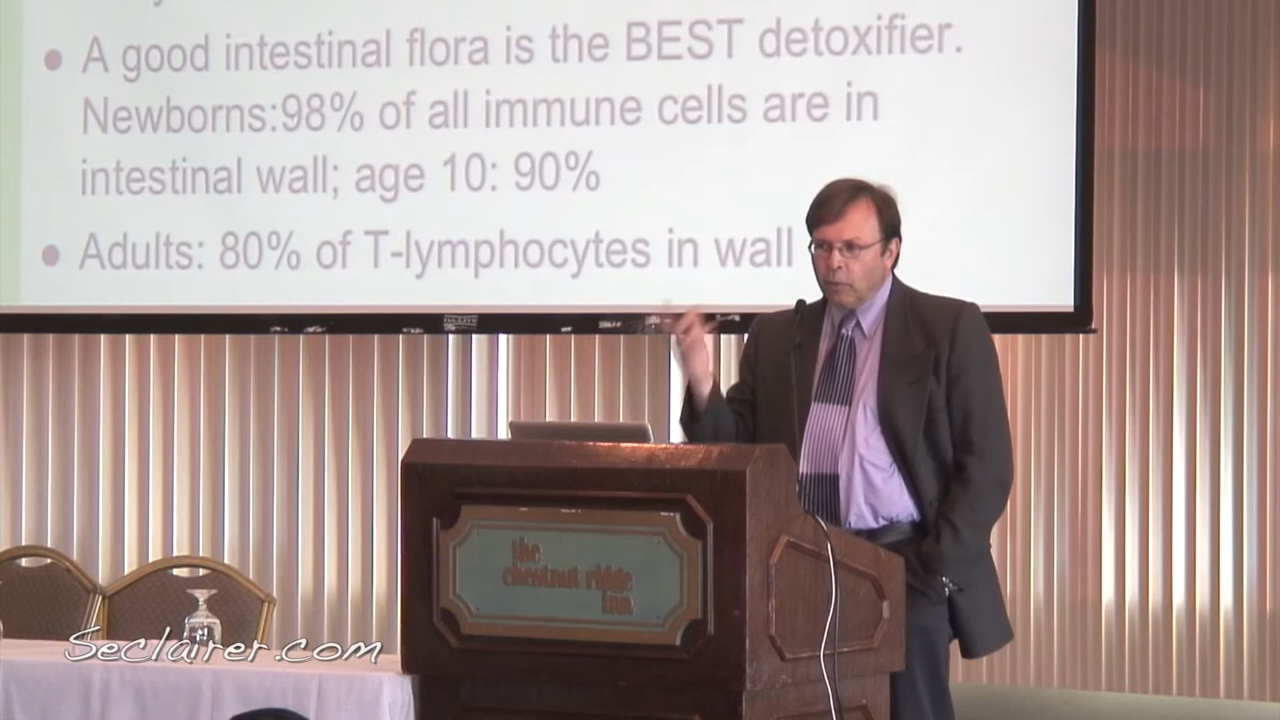 ● A good intestinal flora is the BEST detoxifier.
Newborns:98% of all immune cells are in
intestinal wall; age 10: 90%
● Adults: 80% of T-lymphocytes in wall
the
chestnut ridge
inn
Seclairer.com